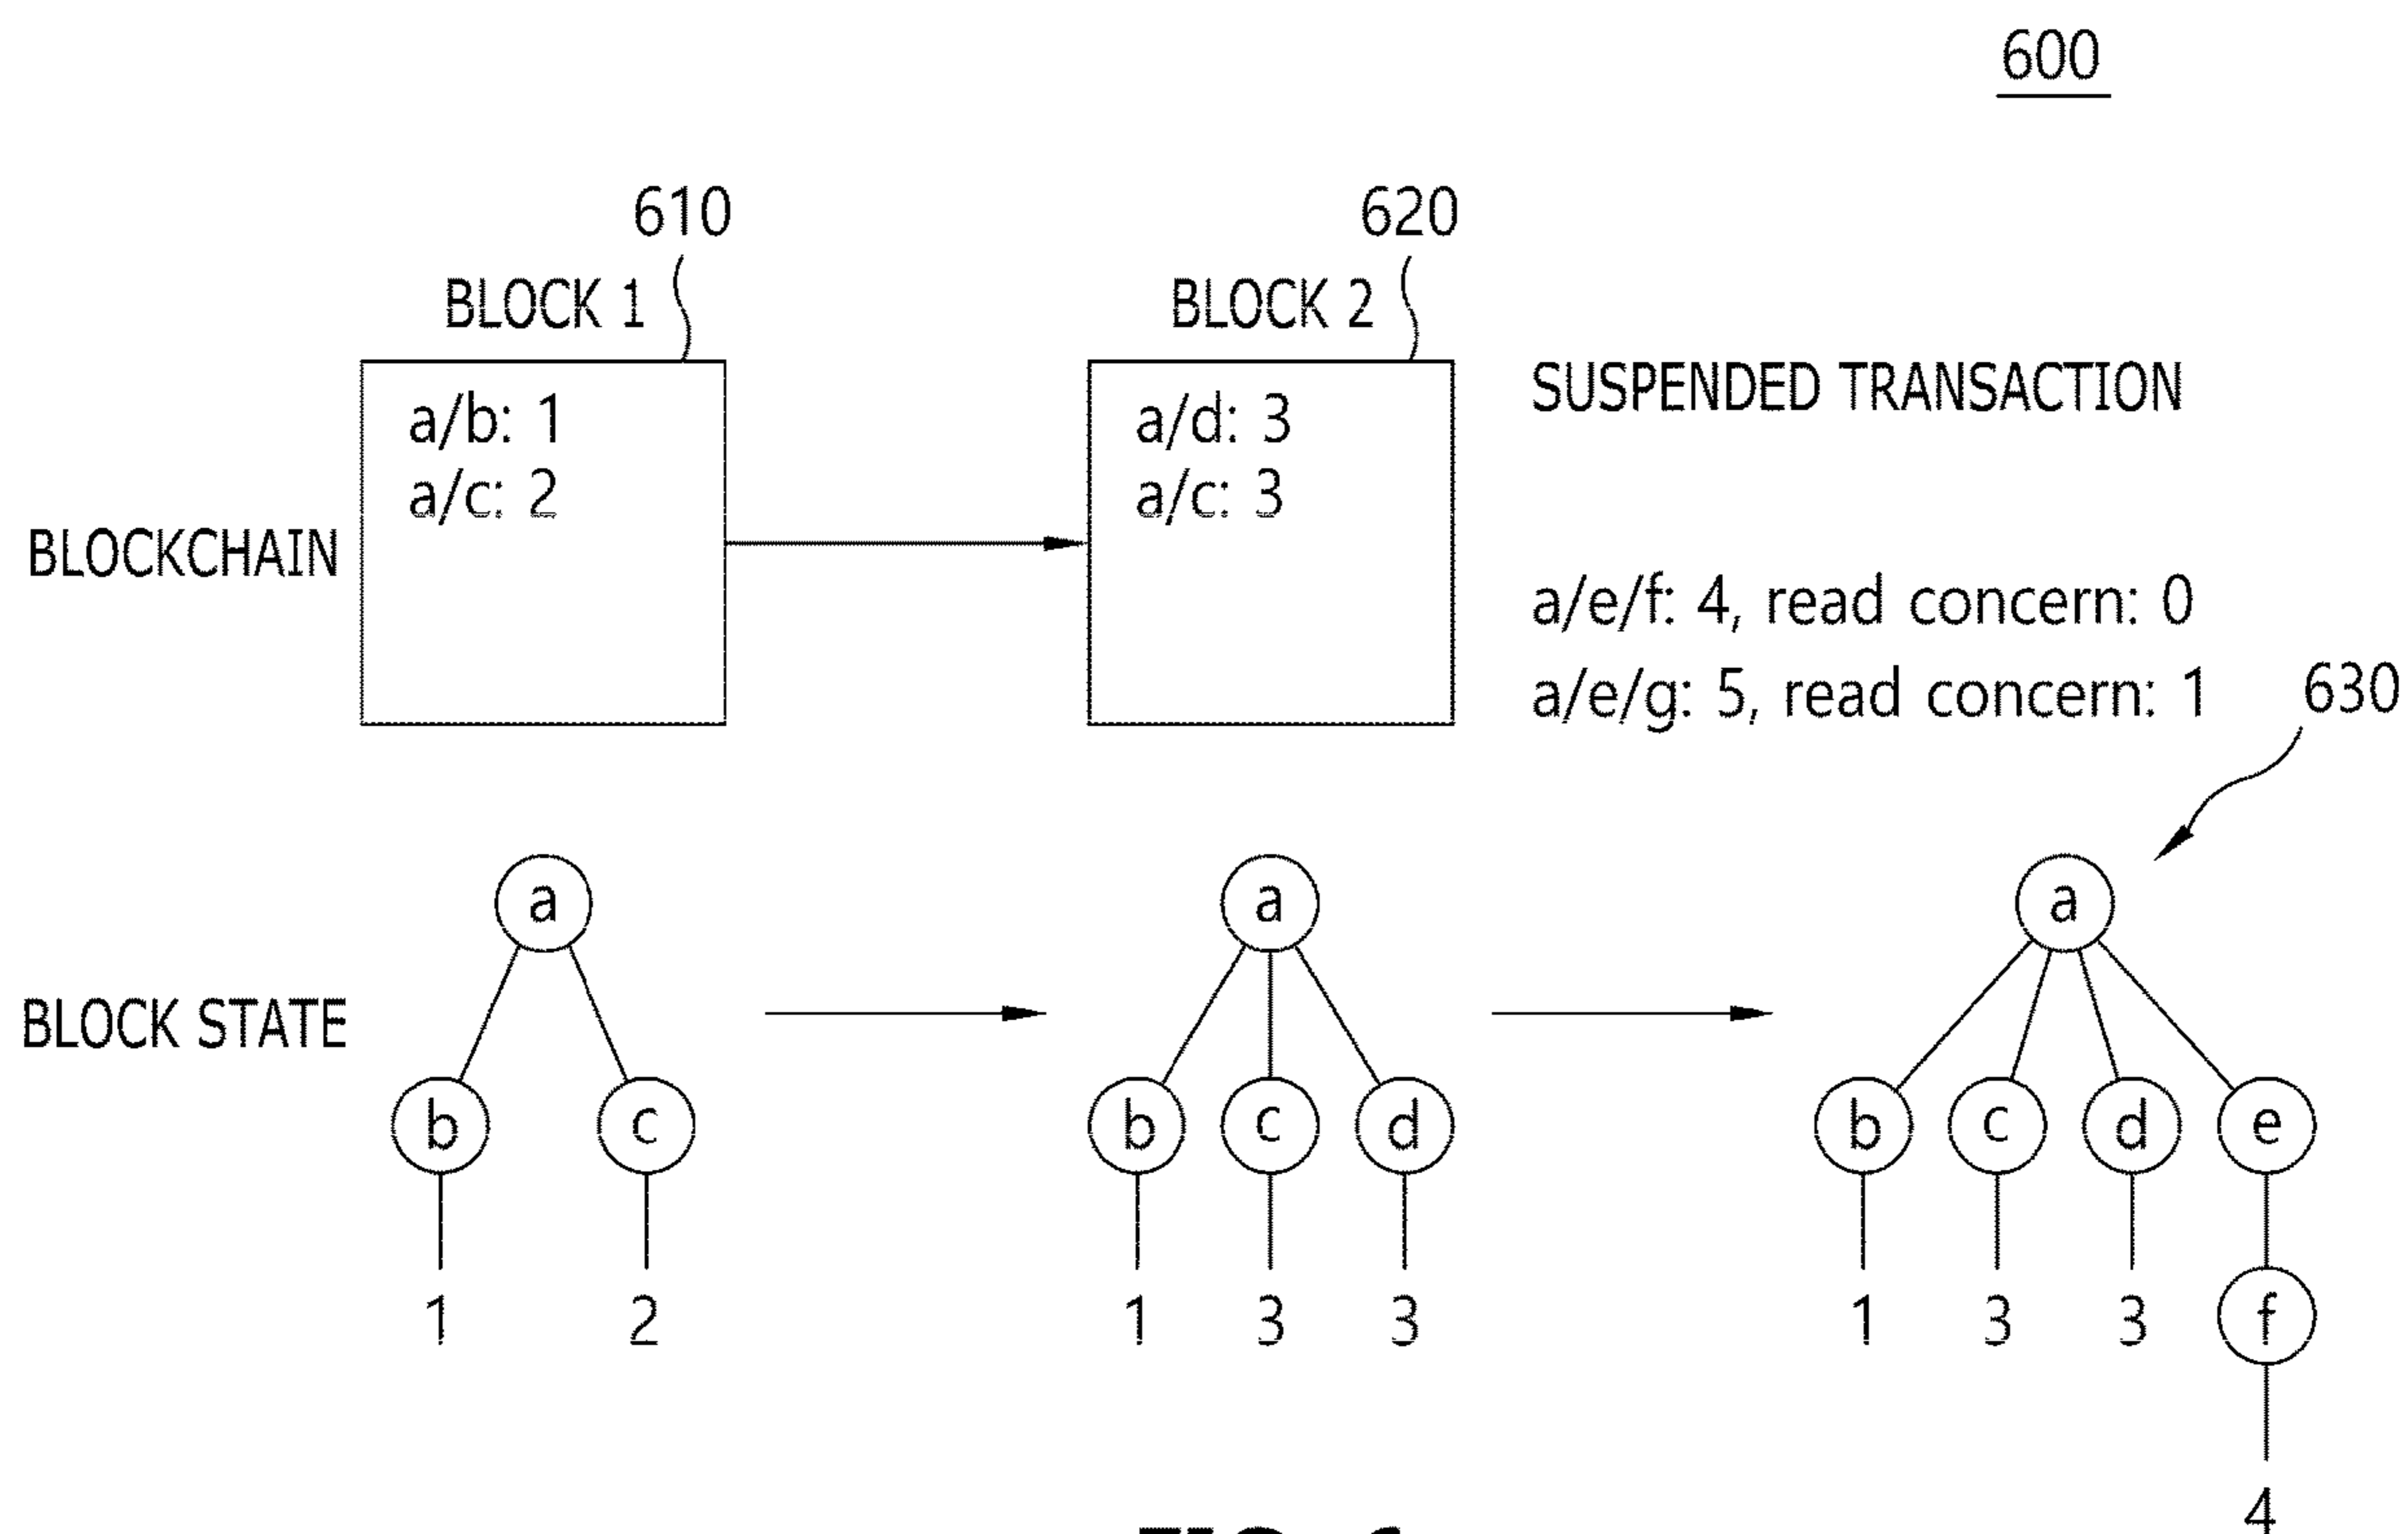 600
610
620
BLOCK 1
BLOCK 2
a/b: 1
a/c: 2
a/d: 3
a/c: 3
SUSPENDED TRANSACTION
BLOCKCHAIN
a/e/f: 4, read concern: 0
a/e/g: 5, read concern: 1
630
a
a
a
BLOCK STATE
b
c
b
c
d
b
c
d
e
1
2
1
3
3
1
3
3
f
4